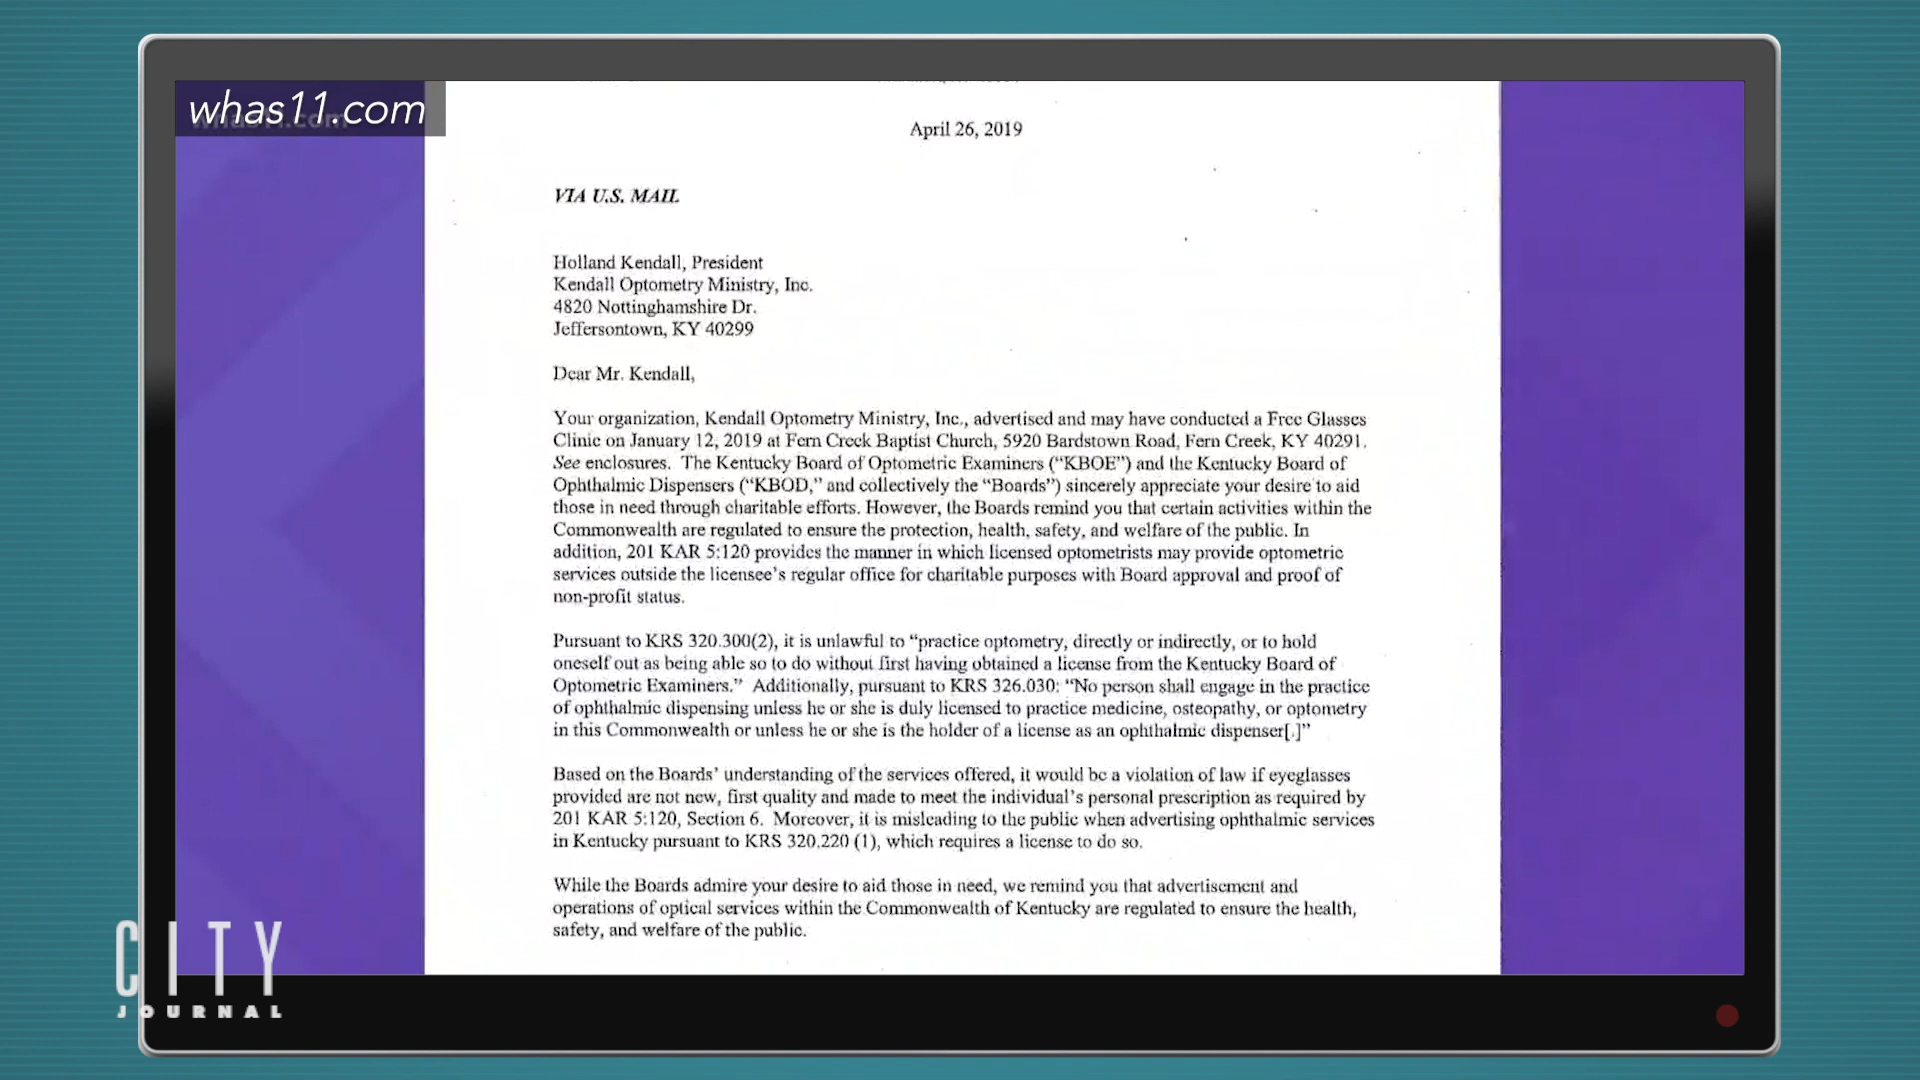 whas11.com
April 26, 2019
VIA U.S. MAIL
Holland Kendall, President
Kendall Optometry Ministry, Inc.
4820 Nottinghamshire Dr.
Jeffersontown, KY 40299
Dear Mr. Kendall,
Your organization, Kendall Optometry Ministry, Inc., advertised and may have conducted a Free Glasses
Clinic on January 12, 2019 at Fern Creek Baptist Church, 5920 Bardstown Road, Fern Creek, KY 40291.
See enclosures. The Kentucky Board of Optometric Examiners (“KBOE”) and the Kentucky Board of
Ophthalmic Dispensers (“KBOD,” and collectively the “Boards”) sincerely appreciate your desire to aid
those in need through charitable efforts. However, the Boards remind you that certain activities within the
Commonwealth are regulated to ensure the protection, health, safety, and welfare of the public. In
addition, 201 KAR 5:120 provides the manner in which licensed optometrists may provide optometric
services outside the licensee’s regular office for charitable purposes with Board approval and proof of
non-profit status.
Pursuant to KRS 320.300(2), it is unlawful to “practice optometry, directly or indirectly, or to hold
oneself out as being able so to do without first having obtained a license from the Kentucky Board of
Optometric Examiners.” Additionally, pursuant to KRS 326.030: “No person shall engage in the practice
of ophthalmic dispensing unless he or she is duly licensed to practice medicine, osteopathy, or optometry
in this Commonwealth or unless he or she is the holder of a license as an ophthalmic dispenser[.]”
Based on the Boards’ understanding of the services offered, it would be a violation of law if eyeglasses
provided are not new, first quality and made to meet the individual’s personal prescription as required by
201 KAR 5:120, Section 6. Moreover, it is misleading to the public when advertising ophthalmic services
in Kentucky pursuant to KRS 320.220 (1), which requires a license to do so.
While the Boards admire your desire to aid those in need, we remind you that advertisement and
operations of optical services within the Commonwealth of Kentucky are regulated to ensure the health,
safety, and welfare of the public.
CITY
JOURNAL